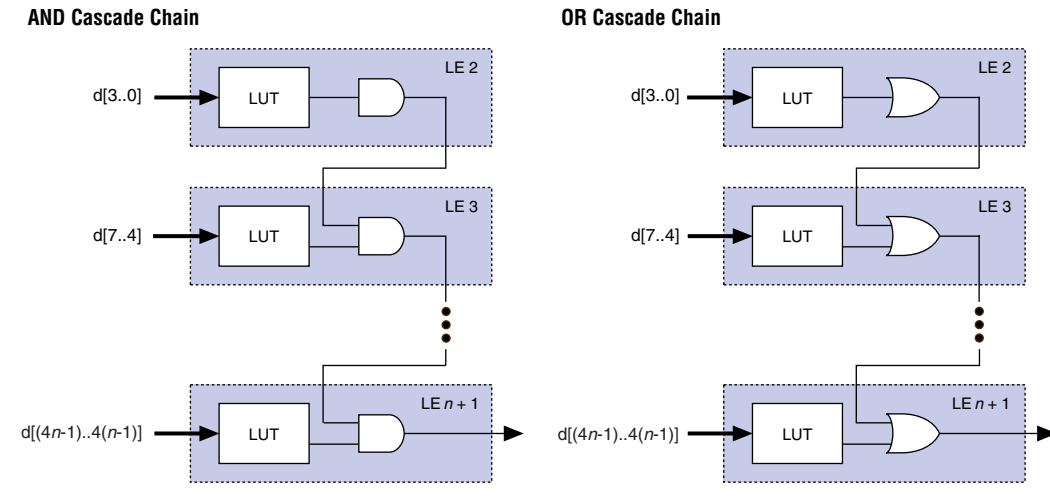 AND Cascade Chain
LE 2
d[3..0]
LUT
LE 3
d[7..4]
LUT
LE n + 1
d[(4n-1)..4(n-1)]
LUT
OR Cascade Chain
LE 2
d[3..0]
LUT
LE 3
d[7..4]
LUT
LE n + 1
d[(4n-1)..4(n-1)]
LUT